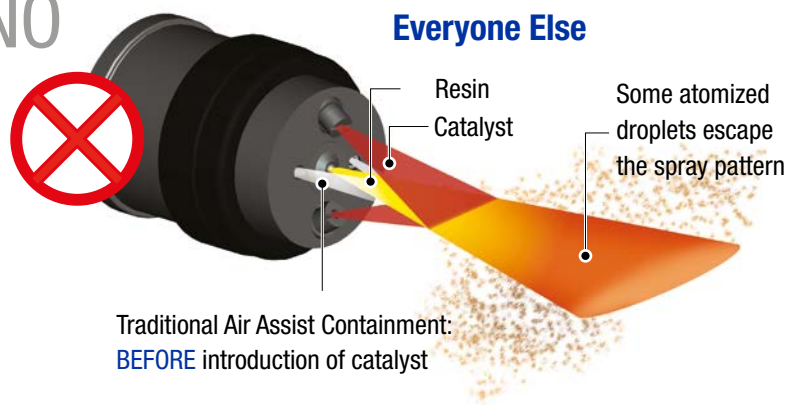 NO
Everyone Else
Resin
Catalyst
Some atomized
droplets escape
the spray pattern
Traditional Air Assist Containment:
BEFORE introduction of catalyst